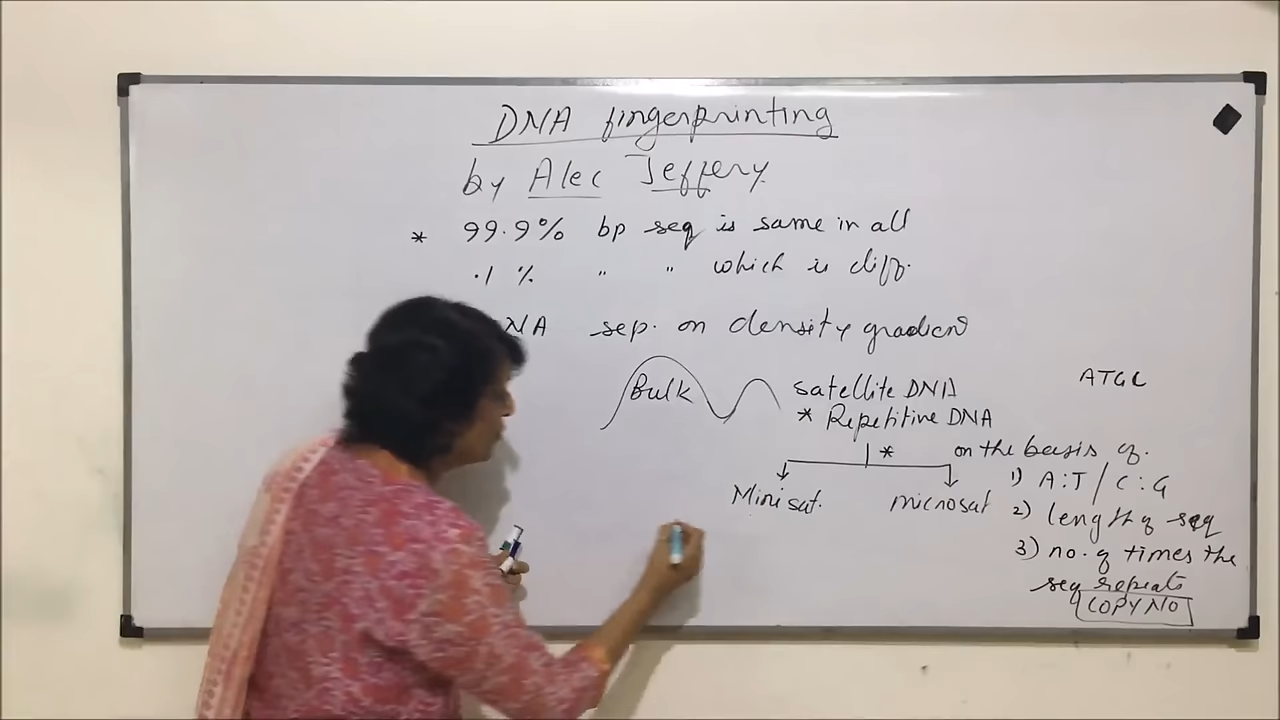 DNA fingerprinting
by Alec Jeffery
* 99.9% bp seq is same in all
.1 % " " which is diff.
NA sep. on density gradient
Bulk
satellite DNA
* Repetitive DNA
*
Minisat.
microsat
ATGC
on the basis of.
1) A:T / C:G
2) length of seq
3) no. of times the
seq repeats
COPY NO